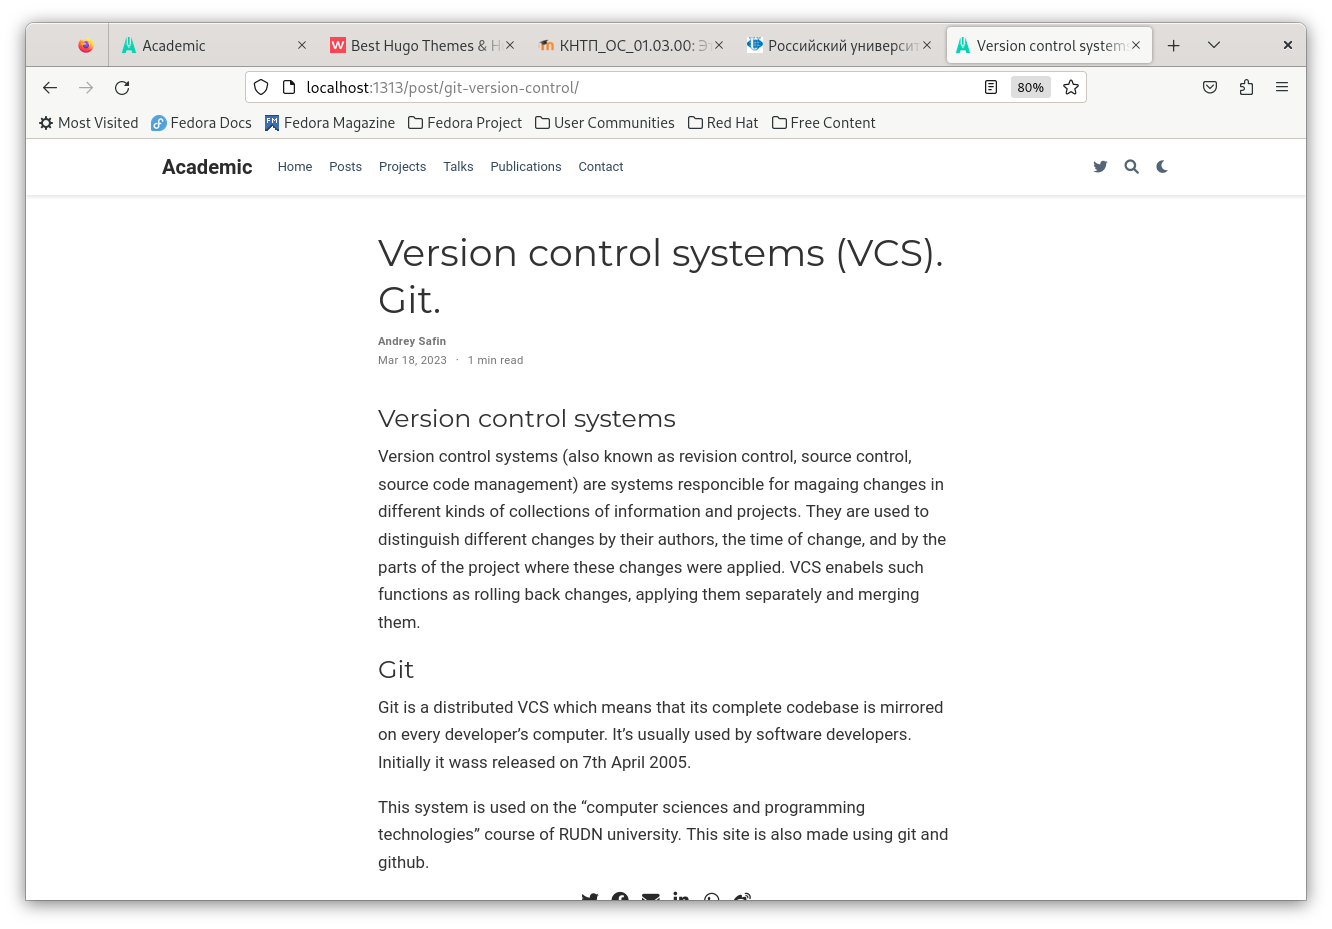 Academic
Best Hugo Themes & H
КНТП_ОС_01.03.00: Эт
Российский университ
Version control system
localhost:1313/post/git-version-control/
80%
Most Visited
Fedora Docs
Fedora Magazine
Fedora Project
User Communities
Red Hat
Free Content
Academic
Home
Posts
Projects
Talks
Publications
Contact
Version control systems (VCS).
Git.
Andrey Safin
Mar 18, 2023 · 1 min read
Version control systems
Version control systems (also known as revision control, source control,
source code management) are systems responcible for magaing changes in
different kinds of collections of information and projects. They are used to
distinguish different changes by their authors, the time of change, and by the
parts of the project where these changes were applied. VCS enabels such
functions as rolling back changes, applying them separately and merging
them.
Git
Git is a distributed VCS which means that its complete codebase is mirrored
on every developer’s computer. It’s usually used by software developers.
Initially it wass released on 7th April 2005.
This system is used on the “computer sciences and programming
technologies” course of RUDN university. This site is also made using git and
github.